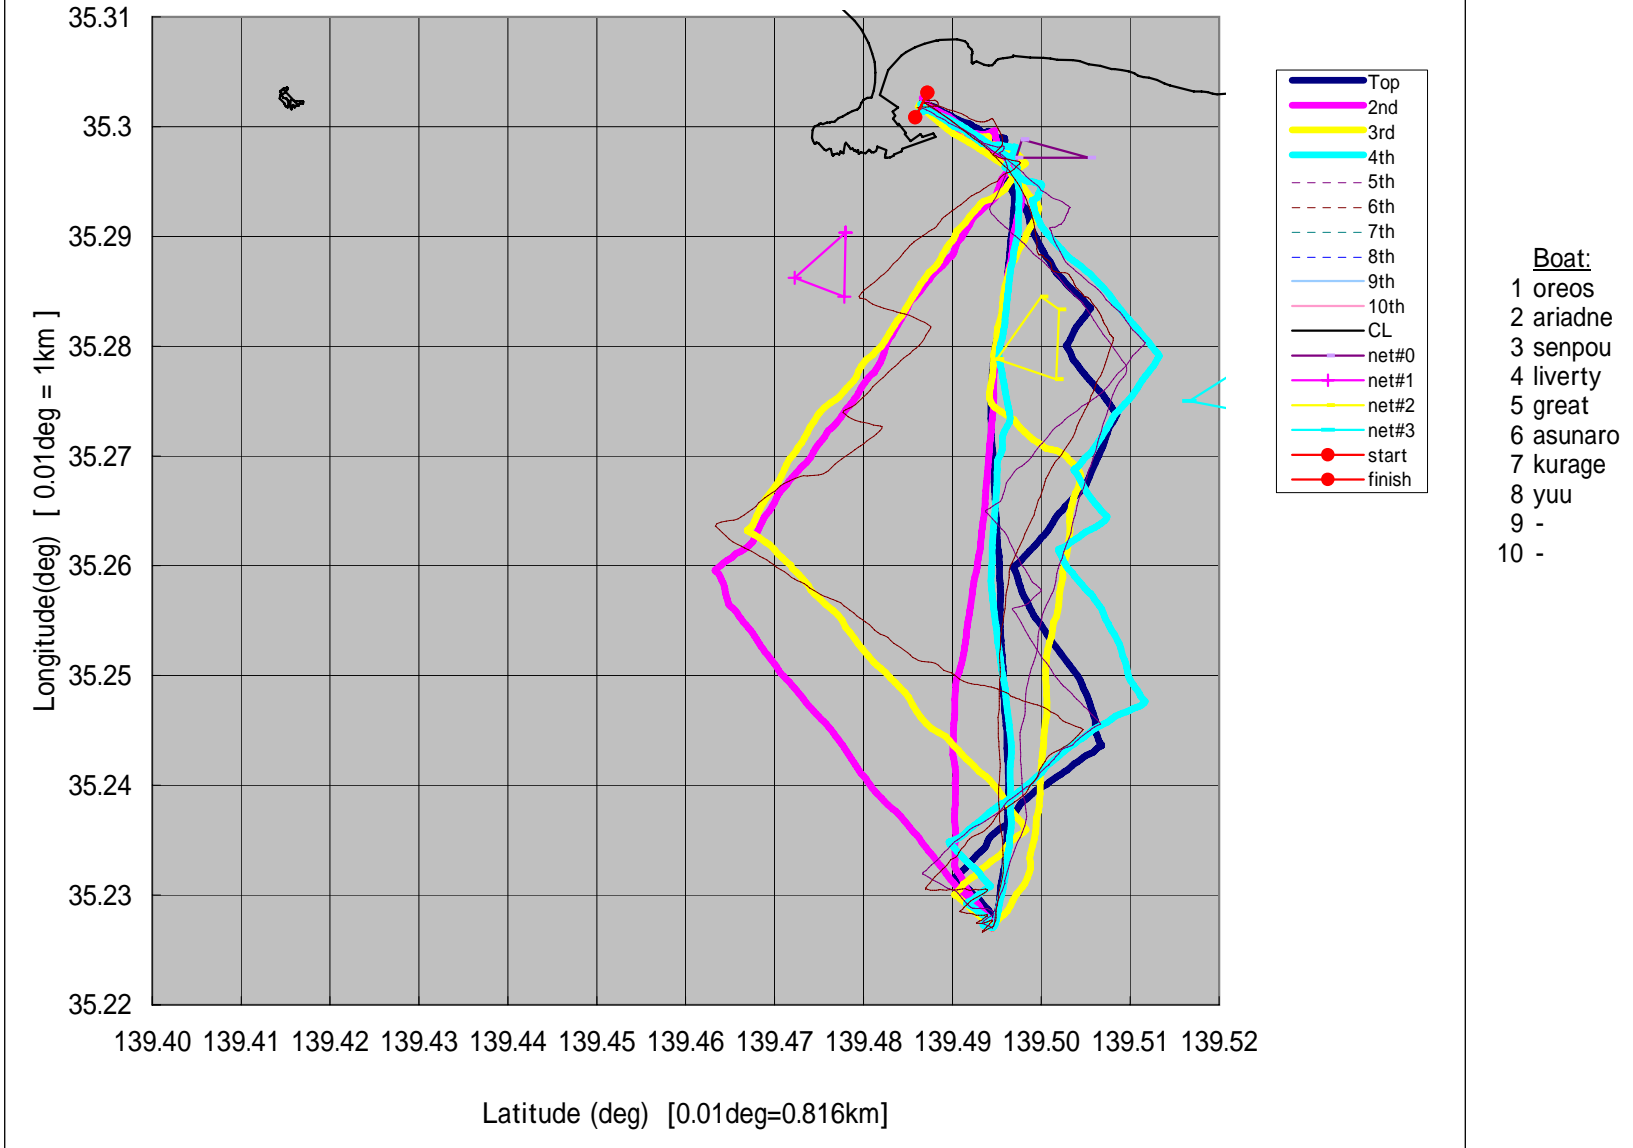 35.31
35.3
35.29
35.28
35.27
35.26
35.25
35.24
35.23
35.22
Longitude(deg) [ 0.01deg = 1km ]
139.40 139.41 139.42 139.43 139.44 139.45 139.46 139.47 139.48 139.49 139.50 139.51 139.52
Latitude (deg) [0.01deg=0.816km]
Top
2nd
3rd
4th
5th
6th
7th
8th
9th
10th
CL
net#0
net#1
net#2
net#3
start
finish
Boat:
1 oreos
2 ariadne
3 senpou
4 liverty
5 great
6 asunaro
7 kurage
8 yuu
9 -
10 -